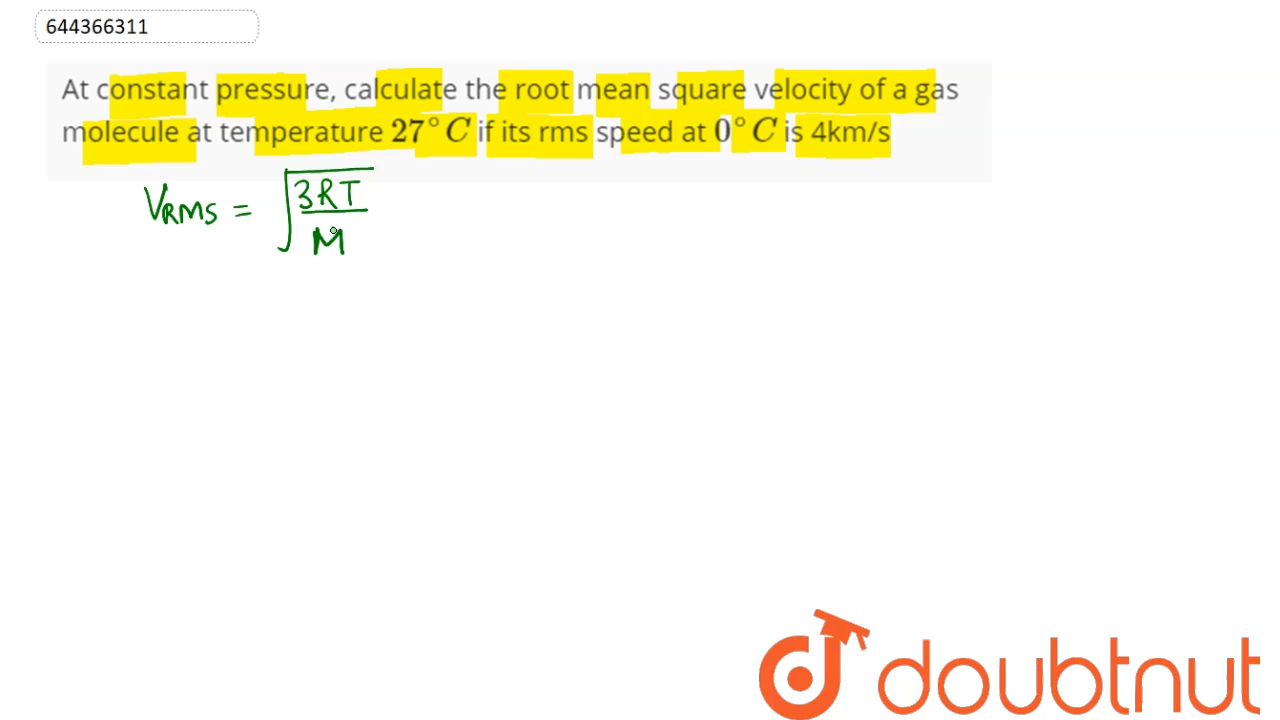 644366311
At constant pressure, calculate the root mean square velocity of a gas
molecule at temperature 27°C if its rms speed at 0°C is 4km/s
VRMS = √(3RT/M)
doubtnut